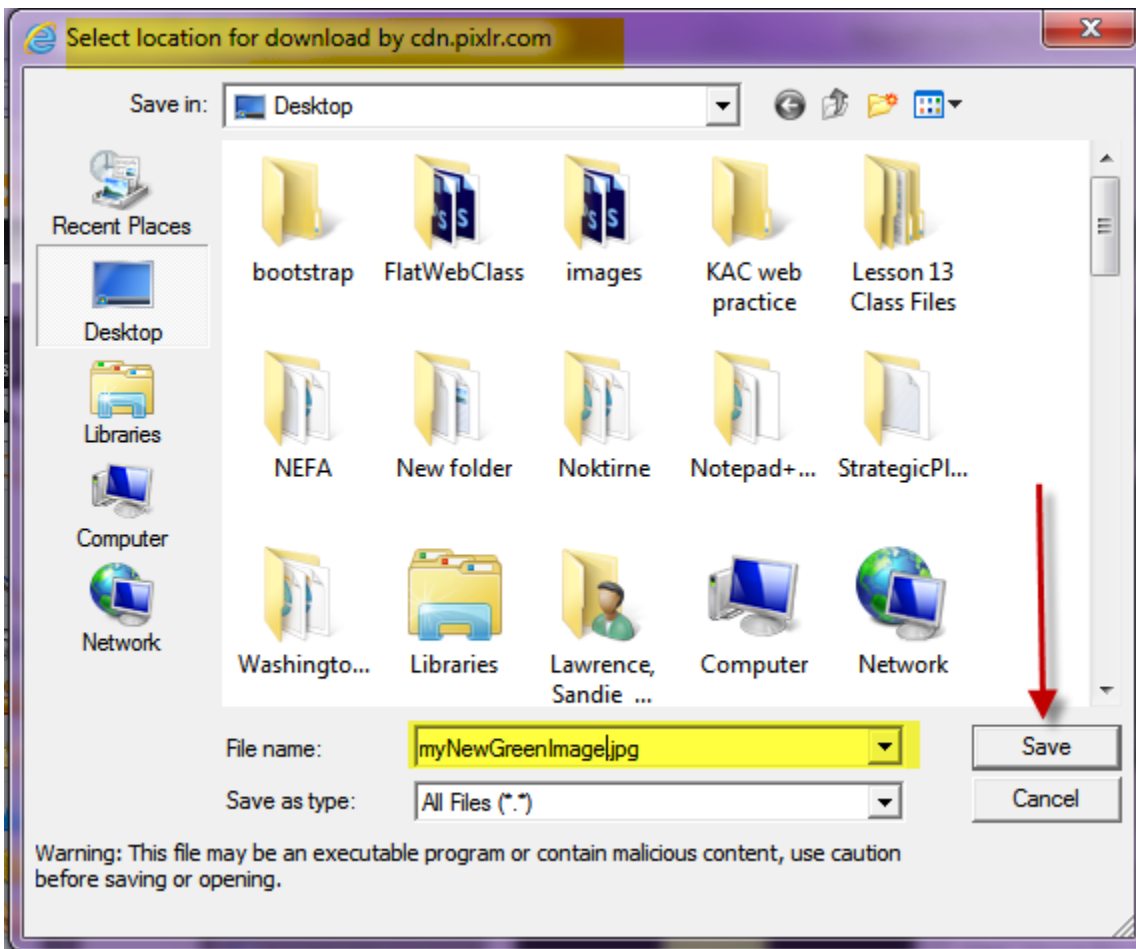 Select location for download by cdn.pixlr.com
x
Save in:
Desktop
Recent Places
Desktop
Libraries
Computer
Network
bootstrap
FlatWebClass
images
KAC web
practice
Lesson 13
Class Files
NEFA
New folder
Noktirne
Notepad+...
StrategicPl...
Washingto...
Libraries
Lawrence,
Sandie ...
Computer
Network
File name:
myNewGreenImage.jpg
Save
Save as type:
All Files (*.*)
Cancel
Warning: This file may be an executable program or contain malicious content, use caution
before saving or opening.